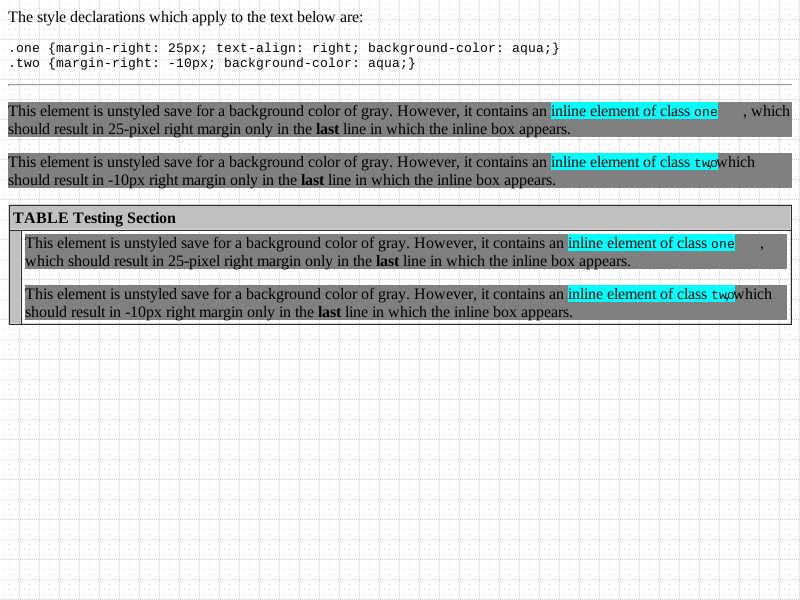 The style declarations which apply to the text below are:
.one {margin-right: 25px; text-align: right; background-color: aqua;}
.two {margin-right: -10px; background-color: aqua;}
This element is unstyled save for a background color of gray. However, it contains an inline element of class one , which
should result in 25-pixel right margin only in the last line in which the inline box appears.
This element is unstyled save for a background color of gray. However, it contains an inline element of class two, which
should result in -10px right margin only in the last line in which the inline box appears.
TABLE Testing Section
This element is unstyled save for a background color of gray. However, it contains an inline element of class one ,
which should result in 25-pixel right margin only in the last line in which the inline box appears.
This element is unstyled save for a background color of gray. However, it contains an inline element of class two, which
should result in -10px right margin only in the last line in which the inline box appears.